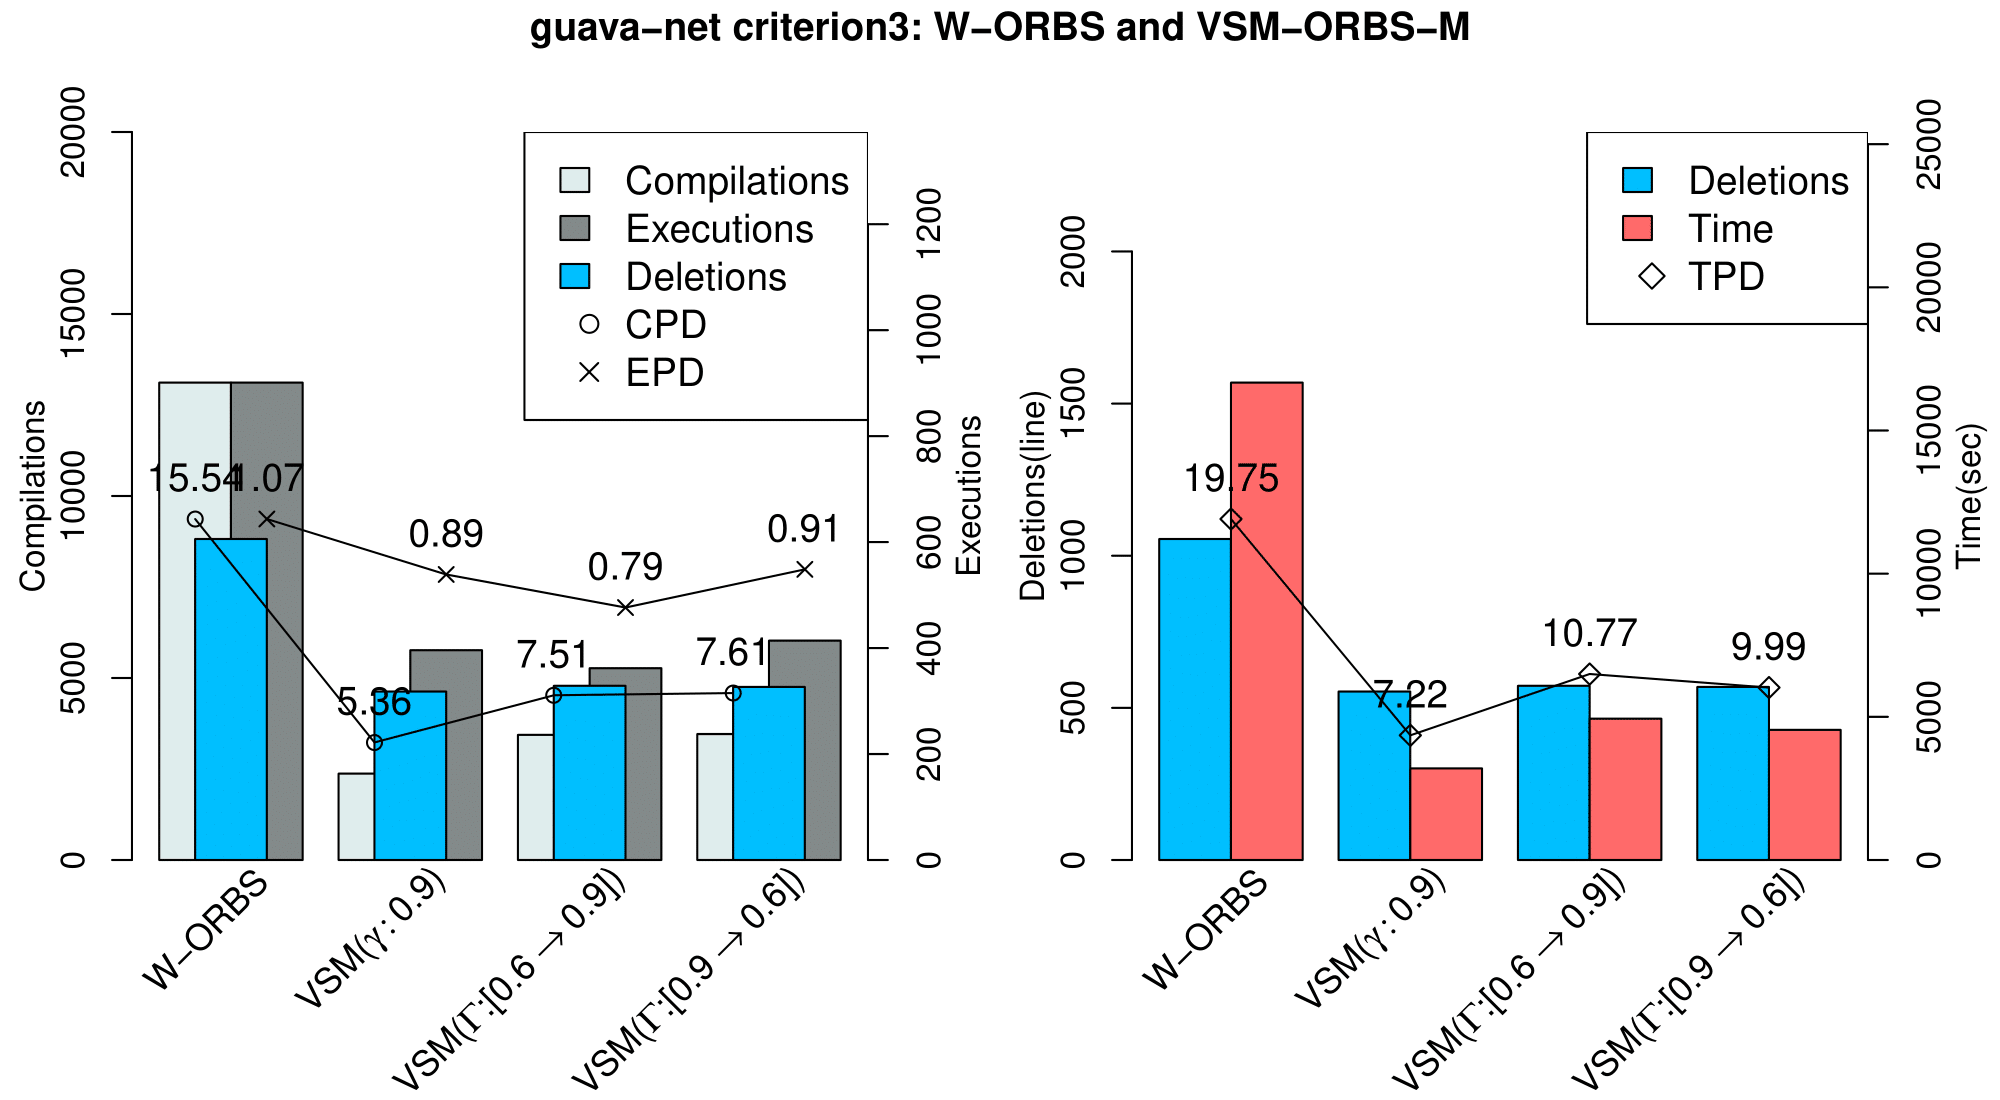 guava−net criterion3: W−ORBS and VSM−ORBS−M
Compilations
0
5000
10000
15000
20000
Compilations
Executions
Deletions
CPD
EPD
15.54
1.07
5.36
0.89
7.51
0.79
7.61
0.91
Executions
0
200
400
600
800
1000
1200
W−ORBS
VSM(γ: 0.9)
VSM(Γ:[0.6 → 0.9])
VSM(Γ:[0.9 → 0.6])
Deletions(line)
0
500
1000
1500
2000
Deletions
Time
TPD
19.75
7.22
10.77
9.99
Time(sec)
0
5000
10000
15000
20000
25000
W−ORBS
VSM(γ: 0.9)
VSM(Γ:[0.6 → 0.9])
VSM(Γ:[0.9 → 0.6])